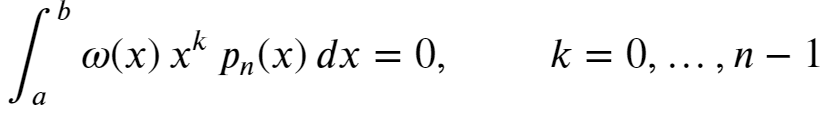 ∫_a^b ω(x) x^k p_n(x) dx = 0, k = 0, … , n − 1